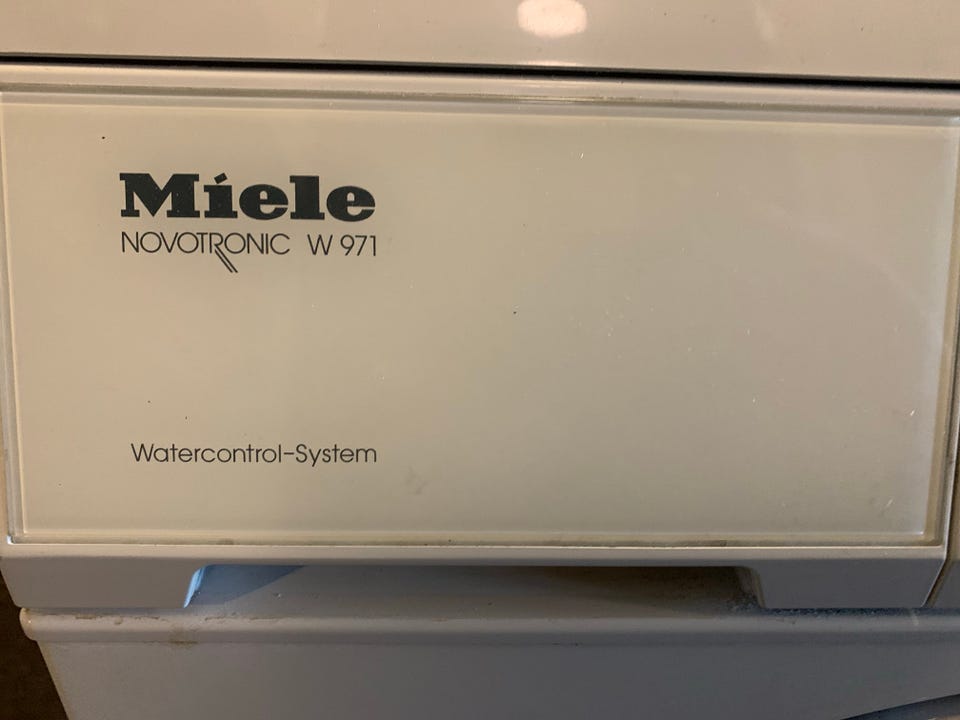 Miele
NOVOTRONIC W 971
Watercontrol-System